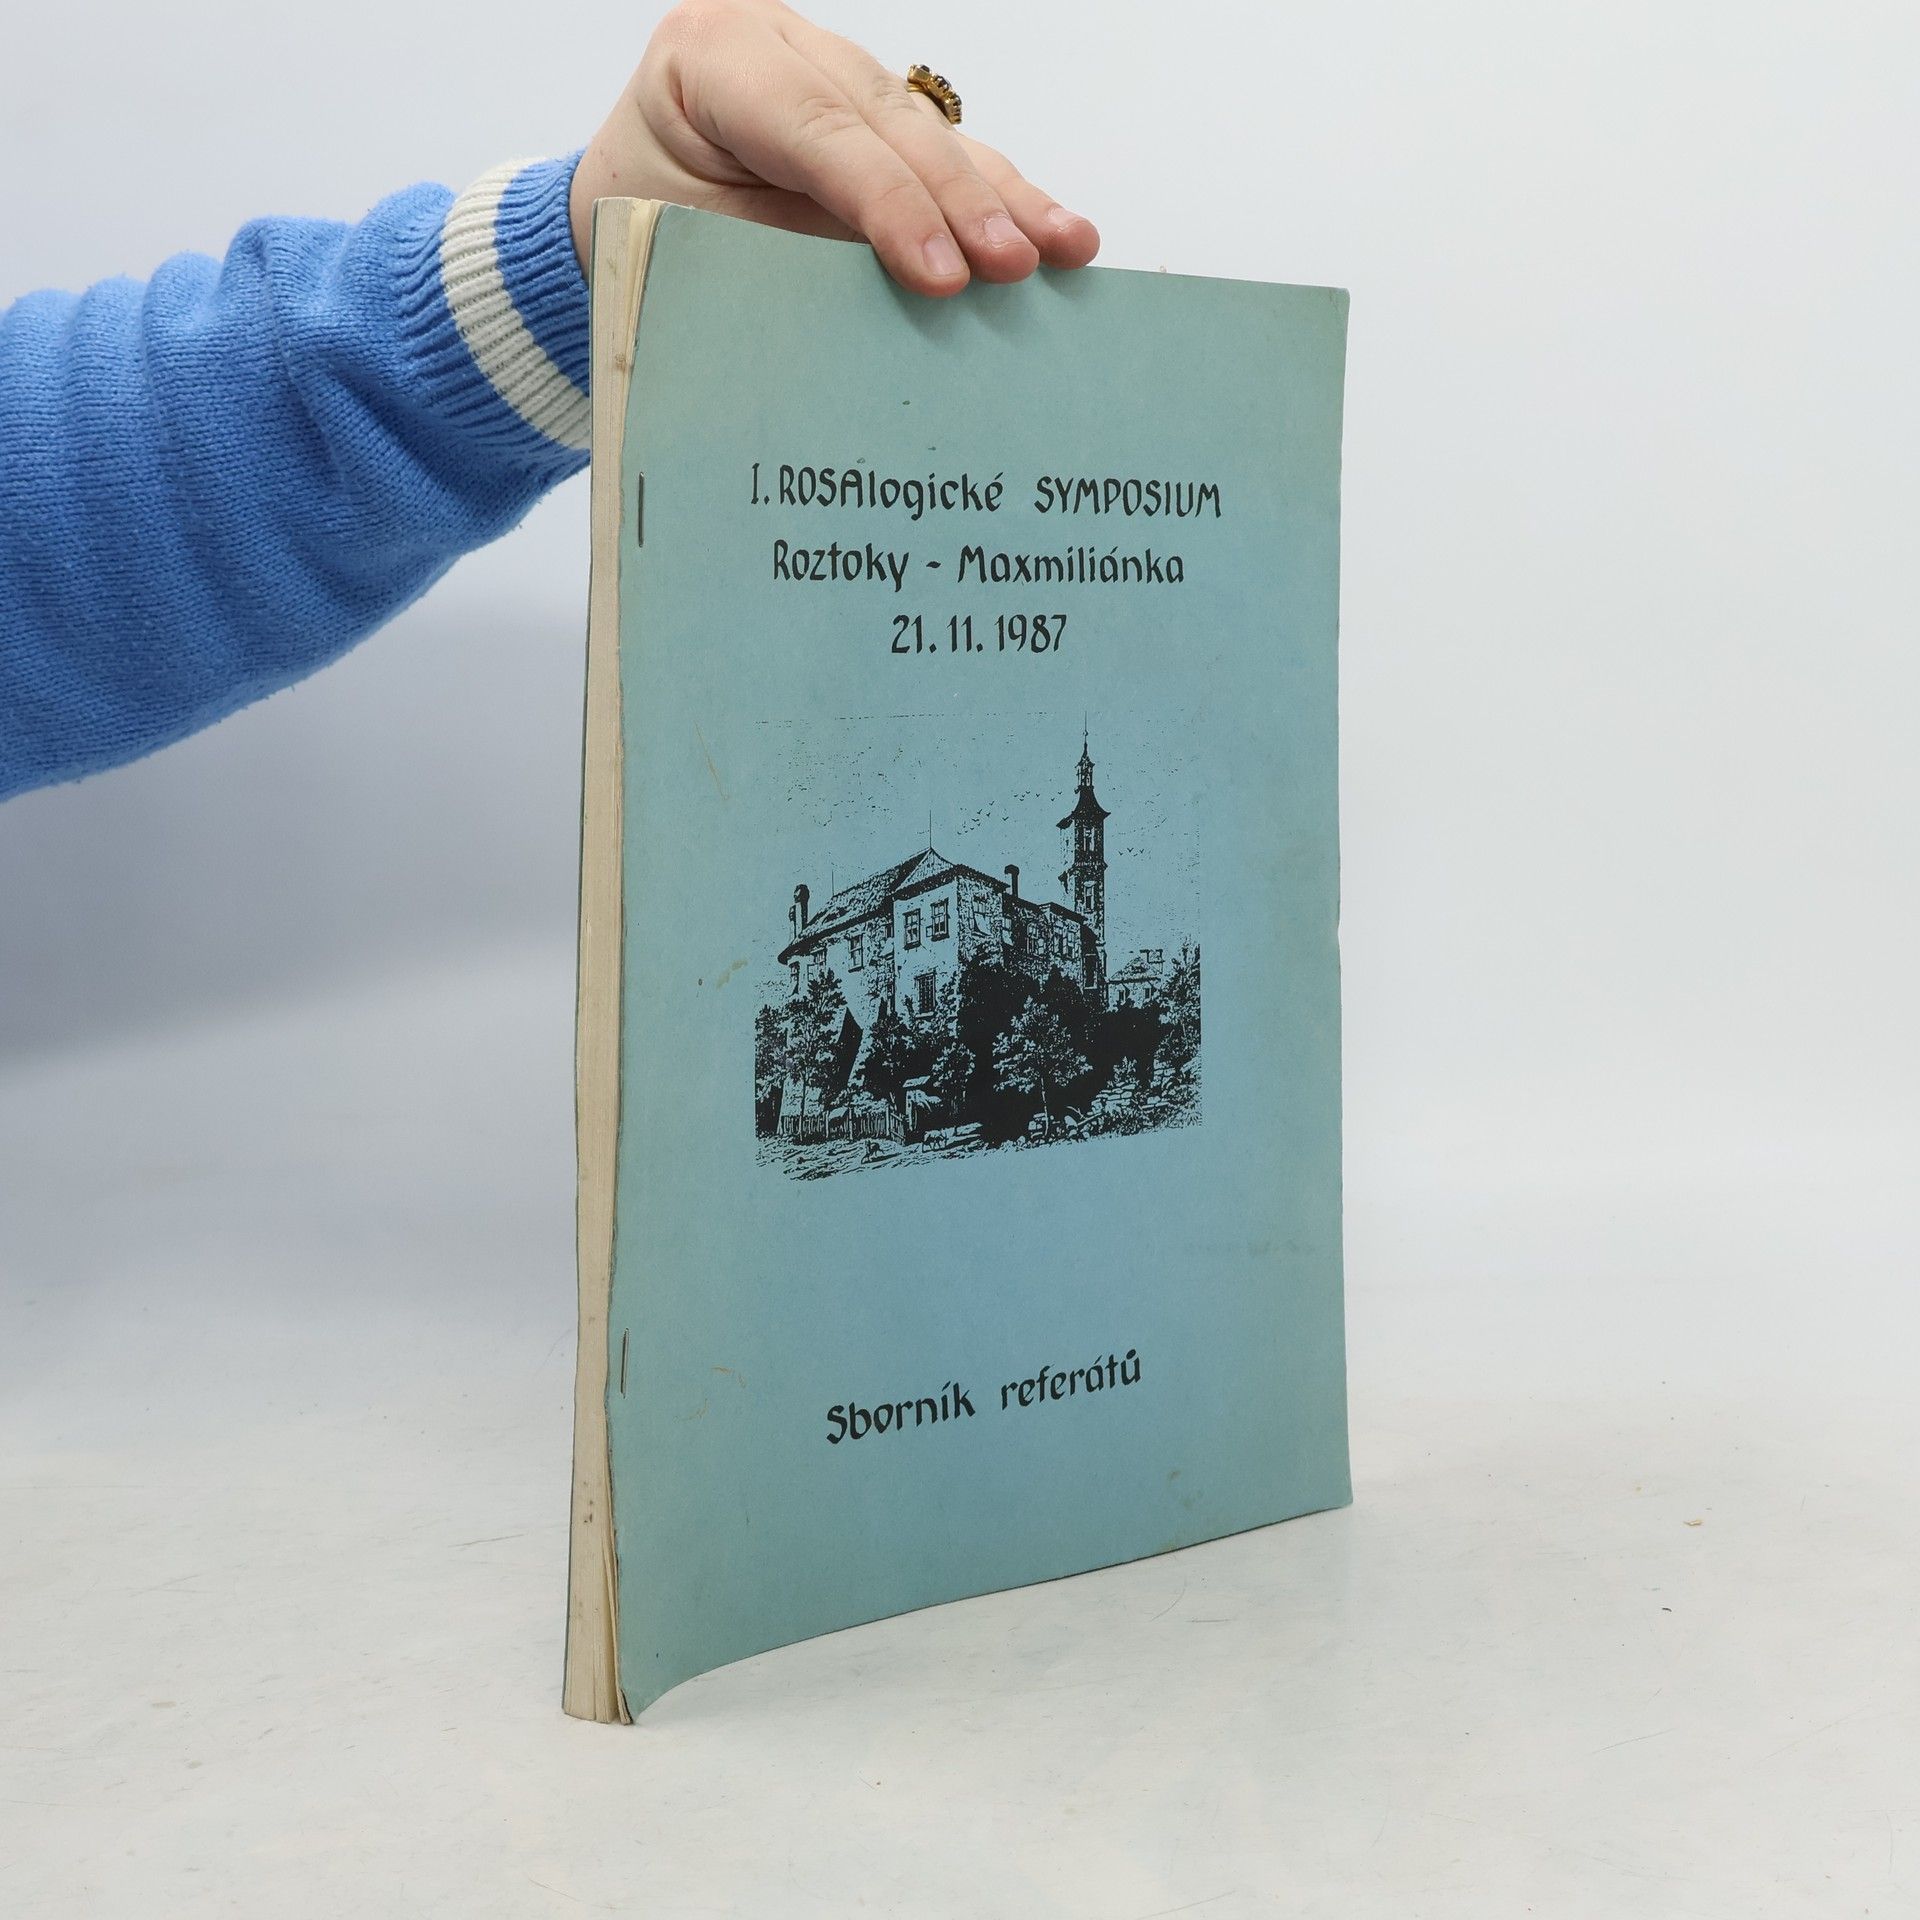 I. ROSAlogické SYMPOSIUM
Roztoky - Maxmiliánka
21. 11. 1987
Sborník referátů